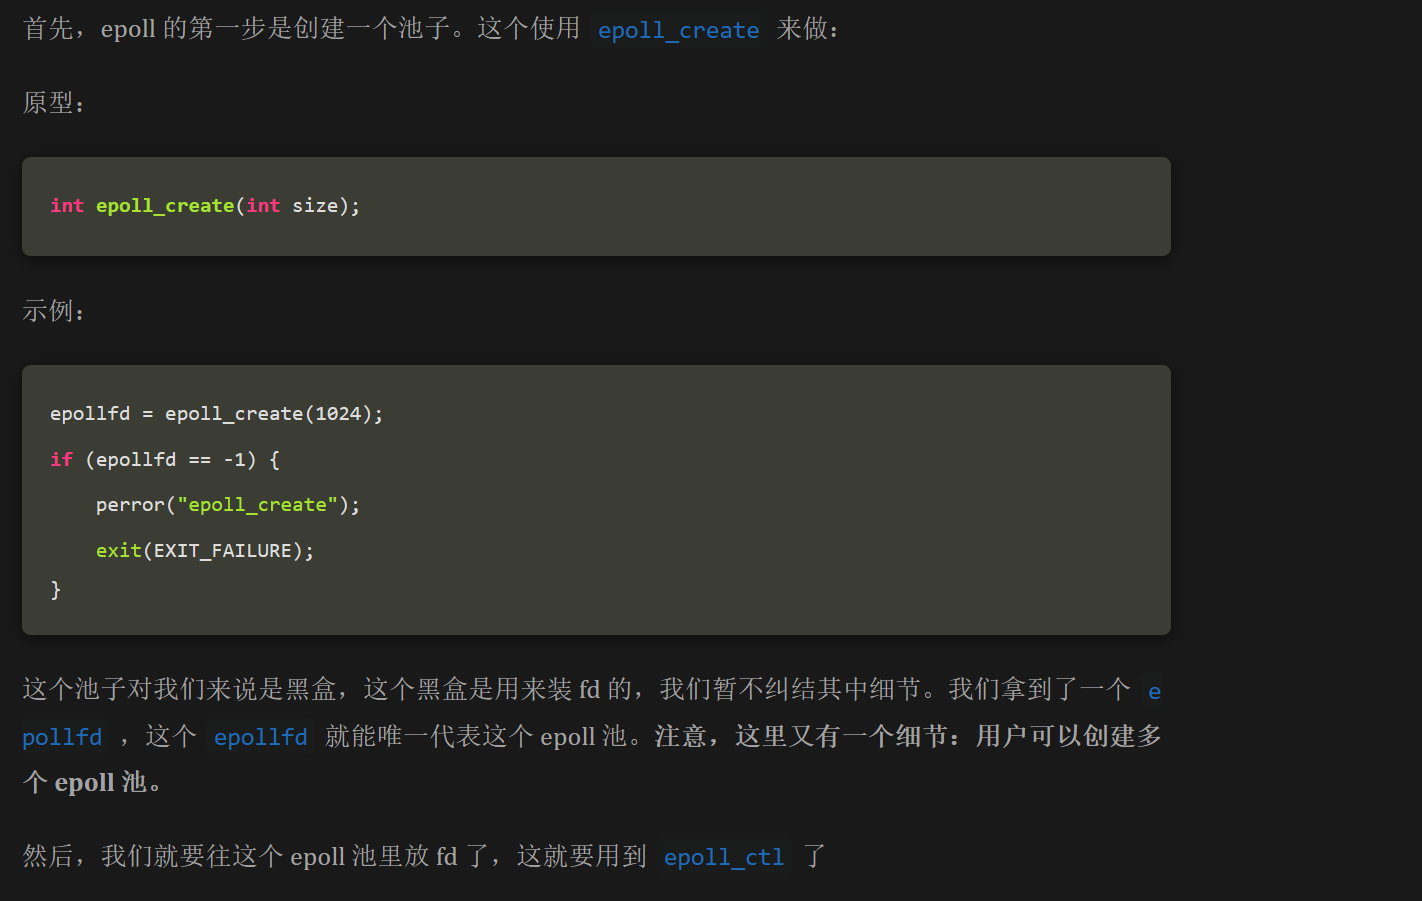 首先，epoll 的第一步是创建一个池子。这个使用 epoll_create 来做：
原型：
int epoll_create(int size);
示例：
epollfd = epoll_create(1024);
if (epollfd == -1) {
    perror("epoll_create");
    exit(EXIT_FAILURE);
}
这个池子对我们来说是黑盒，这个黑盒是用来装 fd 的，我们暂不纠结其中细节。我们拿到了一个 e
pollfd ，这个 epollfd 就能唯一代表这个 epoll 池。注意，这里又有一个细节：用户可以创建多
个 epoll 池。
然后，我们就要往这个 epoll 池里放 fd 了，这就要用到 epoll_ctl 了